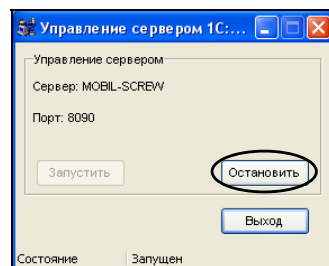 Управление сервером 1С:...
Управление сервером
Сервер: MOBIL-SCREW
Порт: 8090
Запустить Остановить
Выход
Состояние Запущен